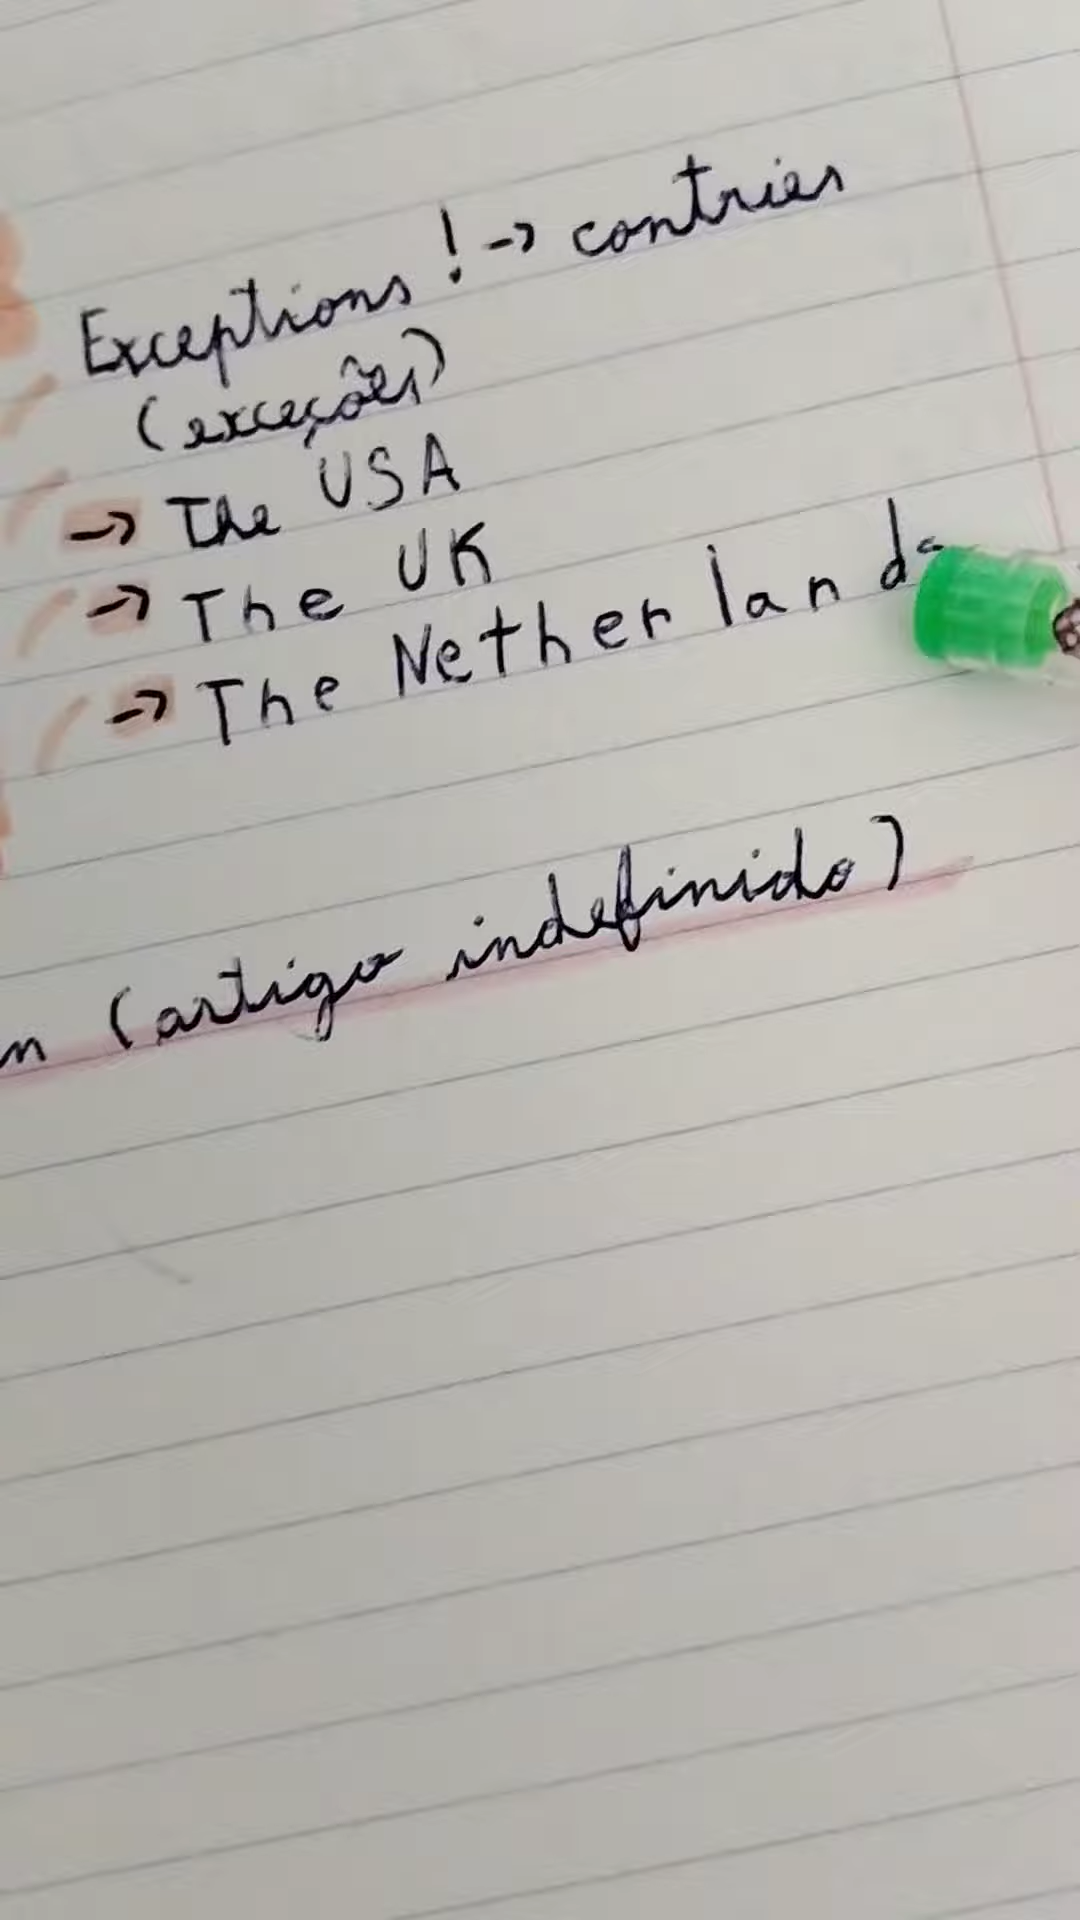 Exceptions! -> contries
(exceções)
-> The USA
-> The UK
-> The Netherlands
(artigo indefinido)